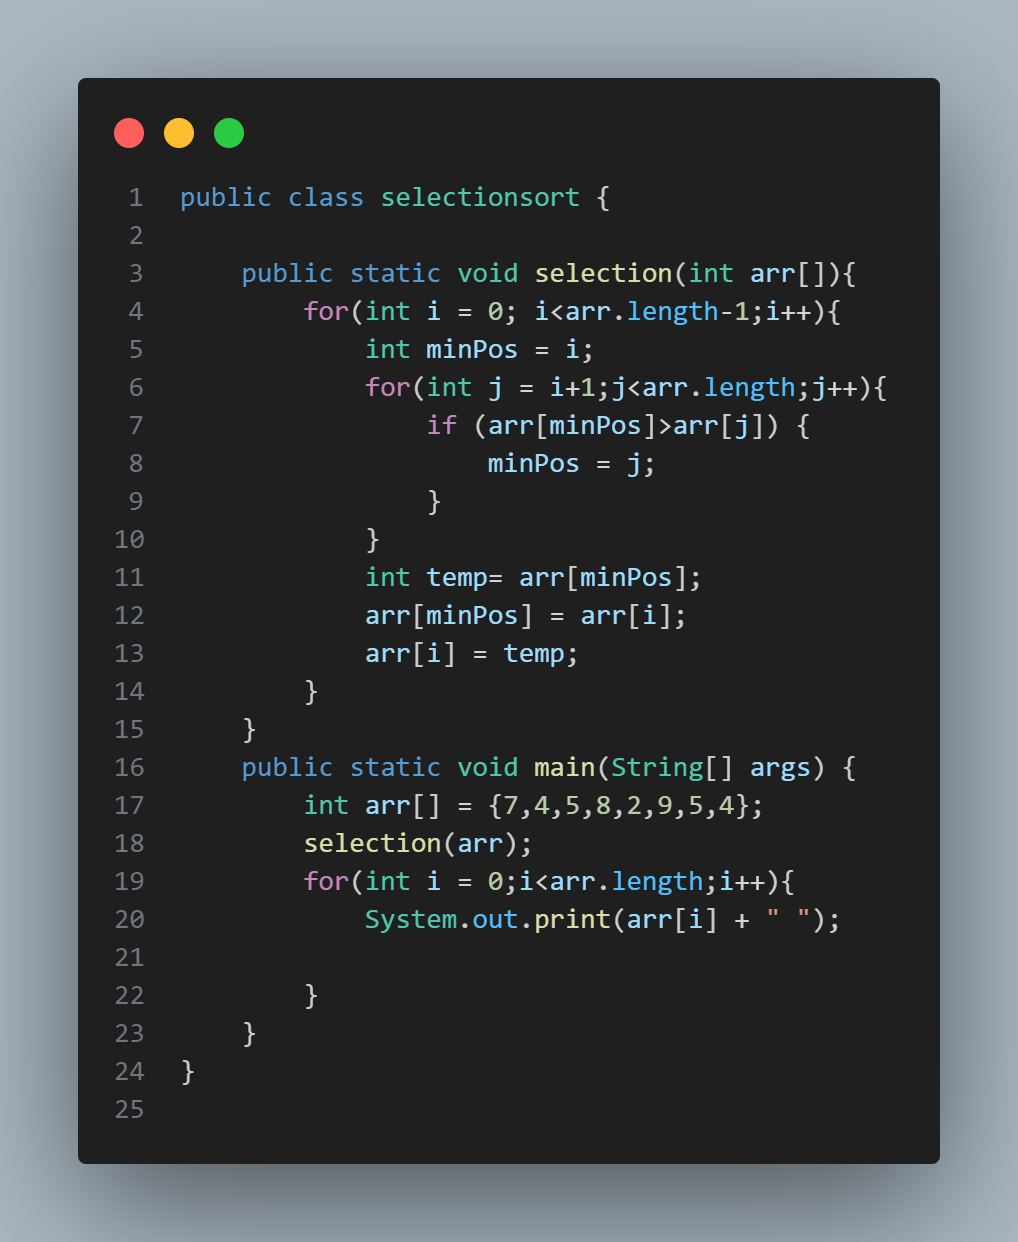 1 public class selectionsort {
2
3     public static void selection(int arr[]){
4         for(int i = 0; i<arr.length-1;i++){
5             int minPos = i;
6             for(int j = i+1;j<arr.length;j++){
7                 if (arr[minPos]>arr[j]) {
8                     minPos = j;
9                 }
10             }
11             int temp= arr[minPos];
12             arr[minPos] = arr[i];
13             arr[i] = temp;
14         }
15     }
16     public static void main(String[] args) {
17         int arr[] = {7,4,5,8,2,9,5,4};
18         selection(arr);
19         for(int i = 0;i<arr.length;i++){
20             System.out.print(arr[i] + " ");
21
22         }
23     }
24 }
25